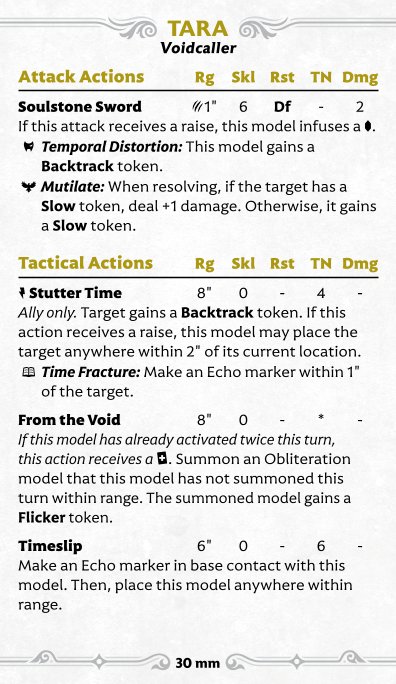 TARA
Voidcaller
Attack Actions Rg Skl Rst TN Dmg
Soulstone Sword 1" 6 Df - 2
If this attack receives a raise, this model infuses a .
Temporal Distortion: This model gains a
Backtrack token.
Mutilate: When resolving, if the target has a
Slow token, deal +1 damage. Otherwise, it gains
a Slow token.
Tactical Actions Rg Skl Rst TN Dmg
Stutter Time 8" 0 - 4 -
Ally only. Target gains a Backtrack token. If this
action receives a raise, this model may place the
target anywhere within 2" of its current location.
Time Fracture: Make an Echo marker within 1"
of the target.
From the Void 8" 0 - * -
If this model has already activated twice this turn,
this action receives a . Summon an Obliteration
model that this model has not summoned this
turn within range. The summoned model gains a
Flicker token.
Timeslip 6" 0 - 6 -
Make an Echo marker in base contact with this
model. Then, place this model anywhere within
range.
30 mm